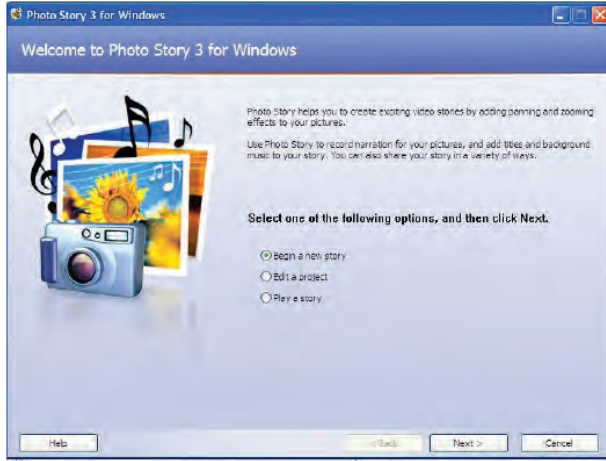 Photo Story 3 for Windows
Welcome to Photo Story 3 for Windows
Photo Story helps you to create exciting video stories by adding panning and zooming
effects to your pictures.
Use Photo Story to record narration for your pictures, and add titles and background
music to your story. You can also share your story in a variety of ways.
Select one of the following options, and then click Next.
Begin a new story
Edit a project
Play a story
Help
< Back
Next >
Cancel